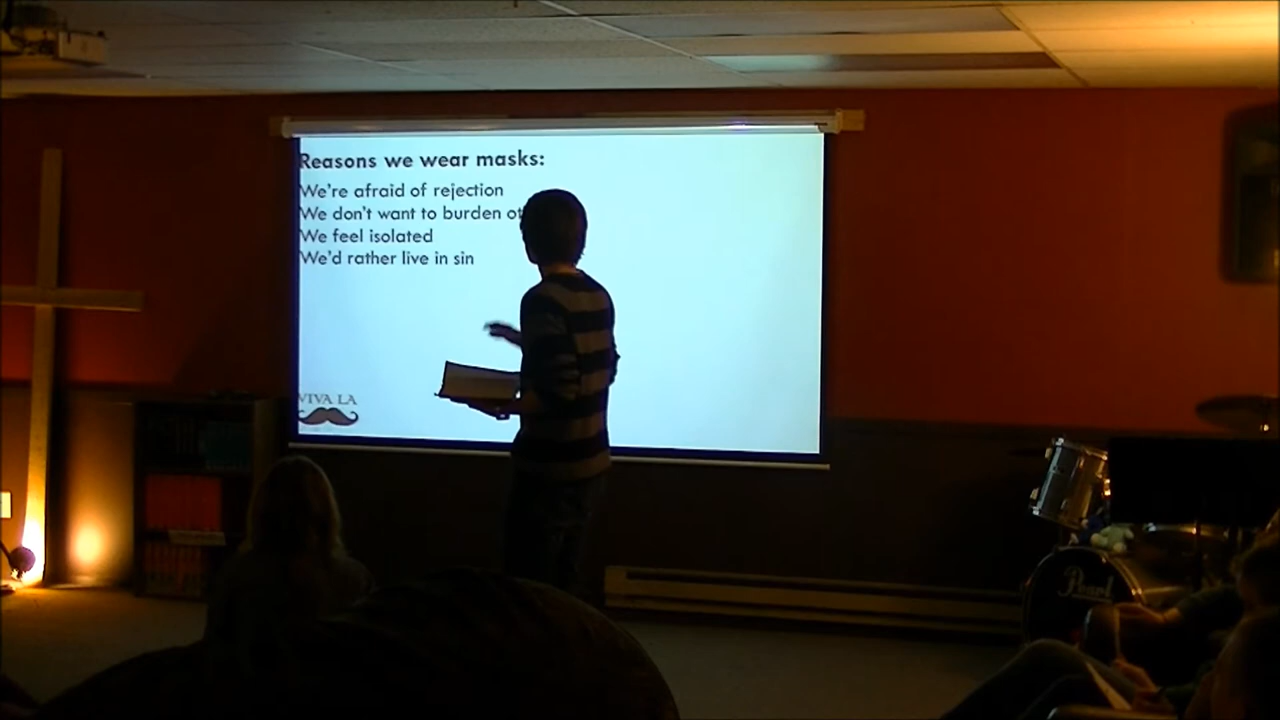 Reasons we wear masks:
We're afraid of rejection
We don't want to burden ot
We feel isolated
We'd rather live in sin
VIVA LA
Pearl